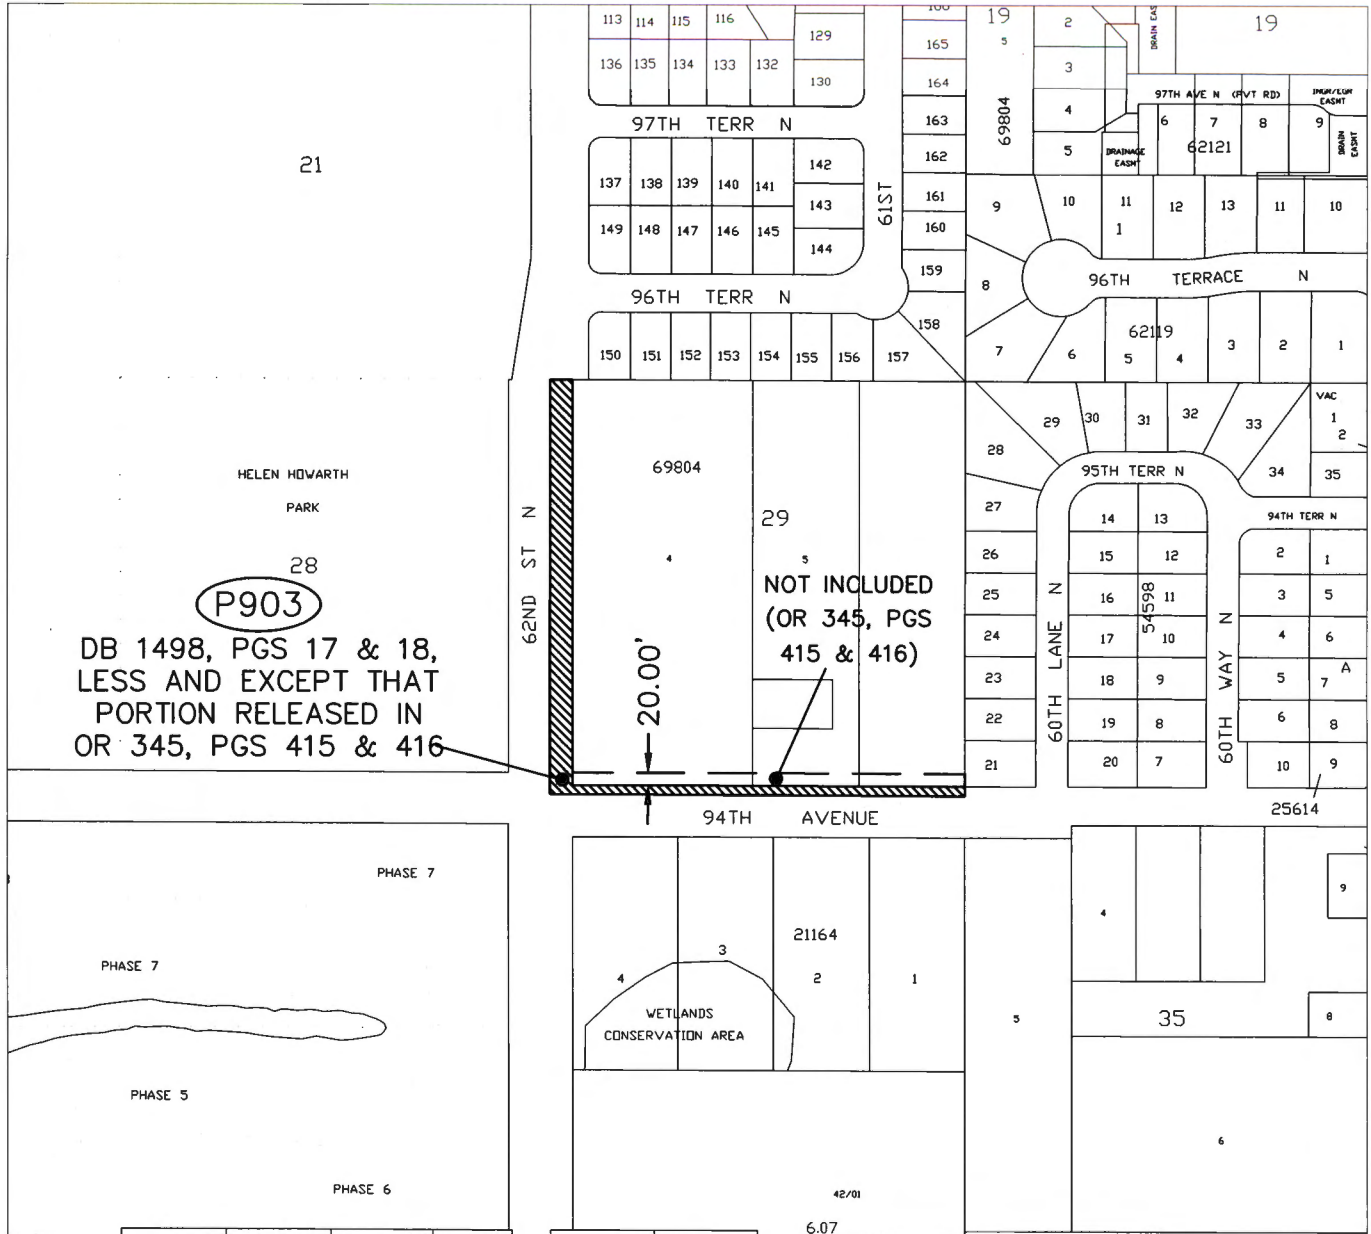 113 114 115 116
129
165
19
5
2
DRAIN EAS
19
136 135 134 133 132
130
164
3
69804
97TH AVE N (PVT RD)
INGR/EGR
EASMT
163
4
6 7 8 9
97TH TERR N
62121
DRAIN
EASMT
162
5
DRAINAGE
EASMT
21
142
137 138 139 140 141
143
61ST
161
160
9
10
11
1
12
13
11
10
149 148 147 146 145
144
159
8
96TH TERRACE N
96TH TERR N
158
62119
150 151 152 153 154 155 156 157
7
6
5
4
3
2
1
HELEN HOWARTH
PARK
28
P903
DB 1498, PGS 17 & 18,
LESS AND EXCEPT THAT
PORTION RELEASED IN
OR 345, PGS 415 & 416
62ND ST N
69804
4
29
5
NOT INCLUDED
(OR 345, PGS
415 & 416)
20.00'
28
29
30
31
32
33
VAC
1
2
34
35
95TH TERR N
94TH TERR N
27
26
25
24
23
22
21
60TH LANE N
14 13
15 12
16 11
17 10
18 9
19 8
20 7
54598
60TH WAY N
2 1
3 5
4 6
5 7
A
6 8
10 9
25614
94TH AVENUE
PHASE 7
PHASE 7
PHASE 5
PHASE 6
4
3
21164
2
1
WETLANDS
CONSERVATION AREA
5
4
9
35
8
6
42/01
6.07